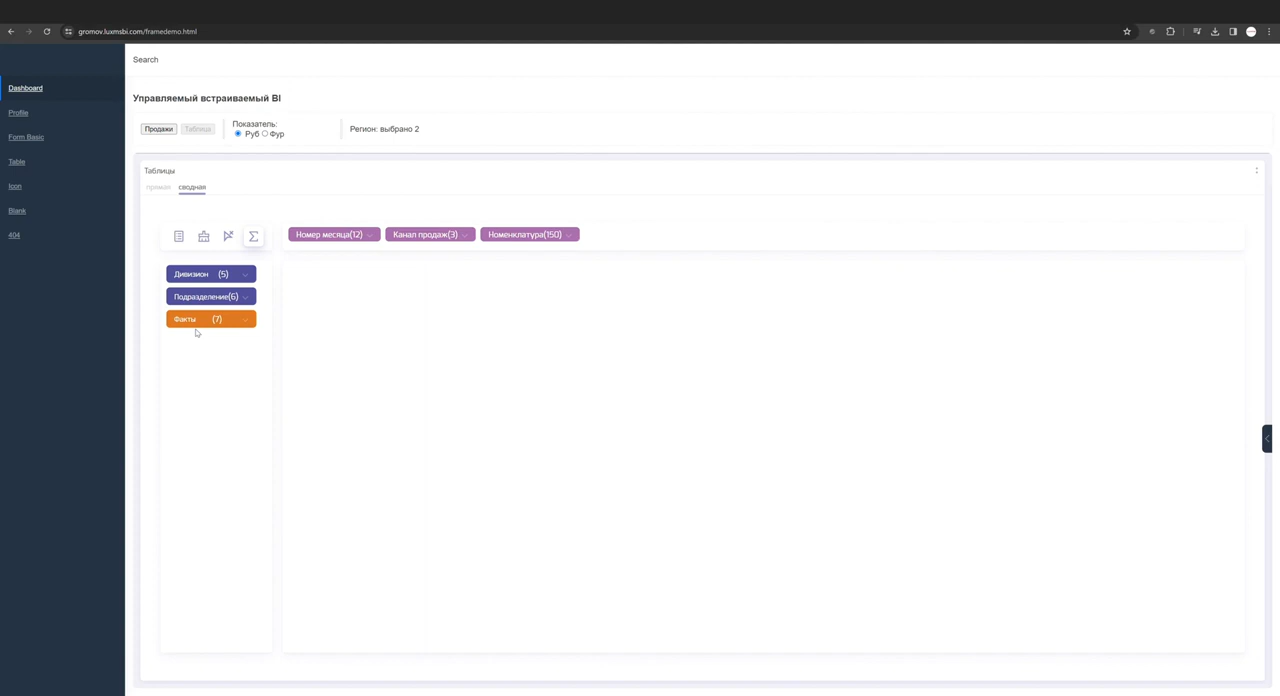 gromov.luxmsbi.com/framedemo.html
Search
Dashboard
Profile
Form Basic
Table
Icon
Blank
404
Управляемый встраиваемый BI
Продажи
Таблица
Показатель:
Руб
Фур
Регион: выбрано 2
Таблицы
прямая
сводная
Номер месяца(12)
Канал продаж(3)
Номенклатура(150)
Дивизион (5)
Подразделение(6)
Факты (7)